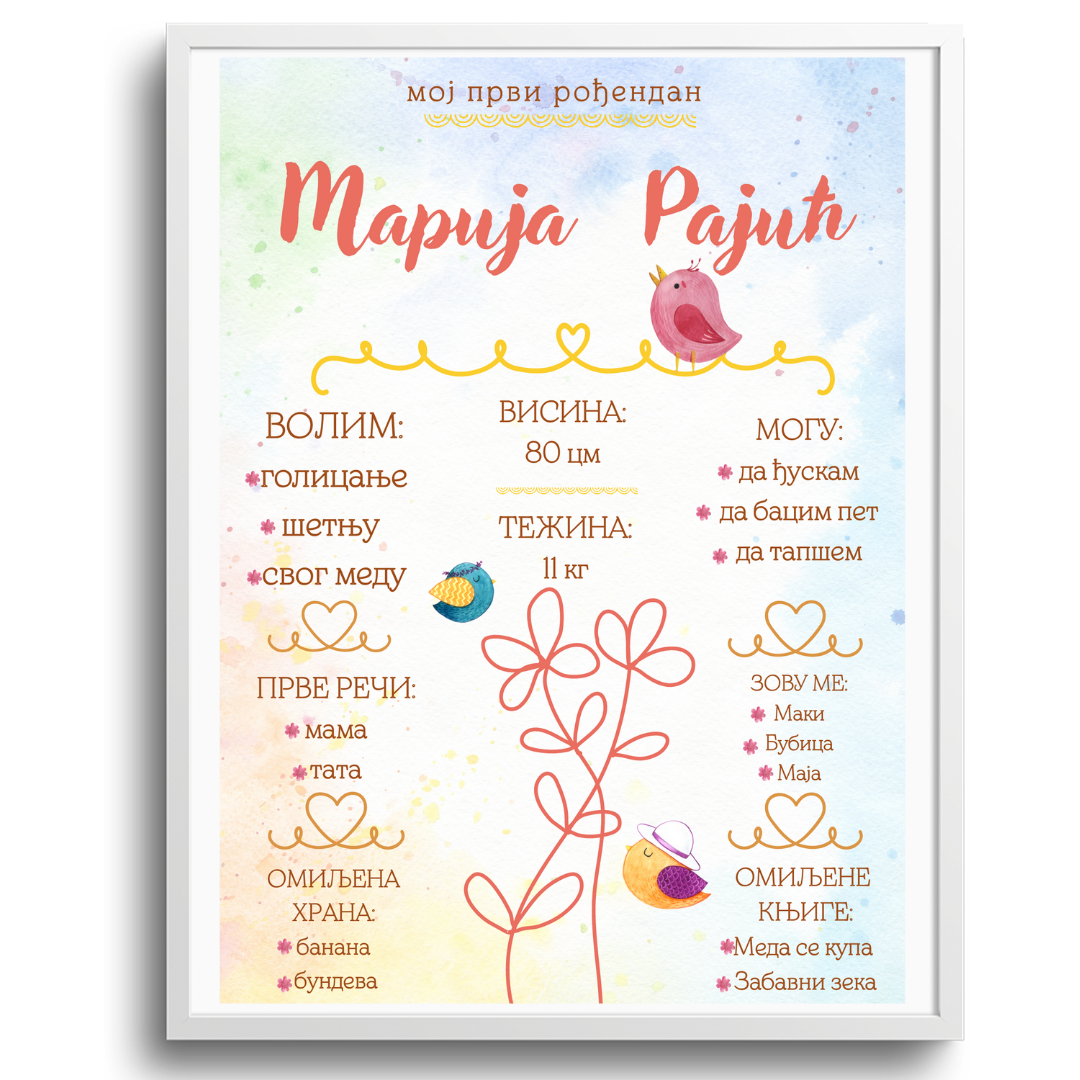 мој први рођендан
Марија Рајић
ВОЛИМ:
голицање
шетњу
свог меду
ВИСИНА:
80 цм
ТЕЖИНА:
11 кг
МОГУ:
да ђускам
да бацим пет
да тапшем
ПРВЕ РЕЧИ:
мама
тата
ЗОВУ МЕ:
Маки
Бубица
Маја
ОМИЉЕНА
ХРАНА:
банана
бундева
ОМИЉЕНЕ
КЊИГЕ:
Меда се купа
Забавни зека